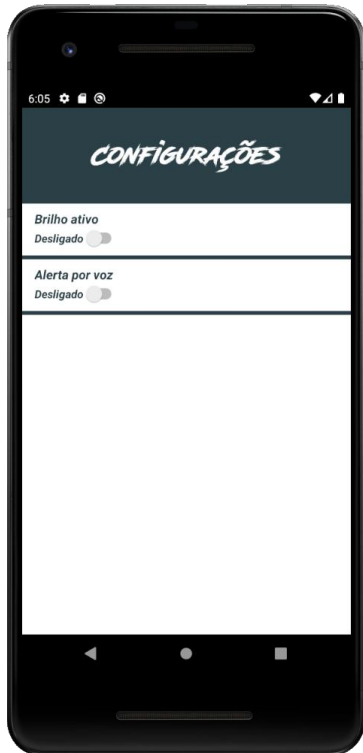 6:05
CONFIGURAÇÕES
Brilho ativo
Desligado
Alerta por voz
Desligado